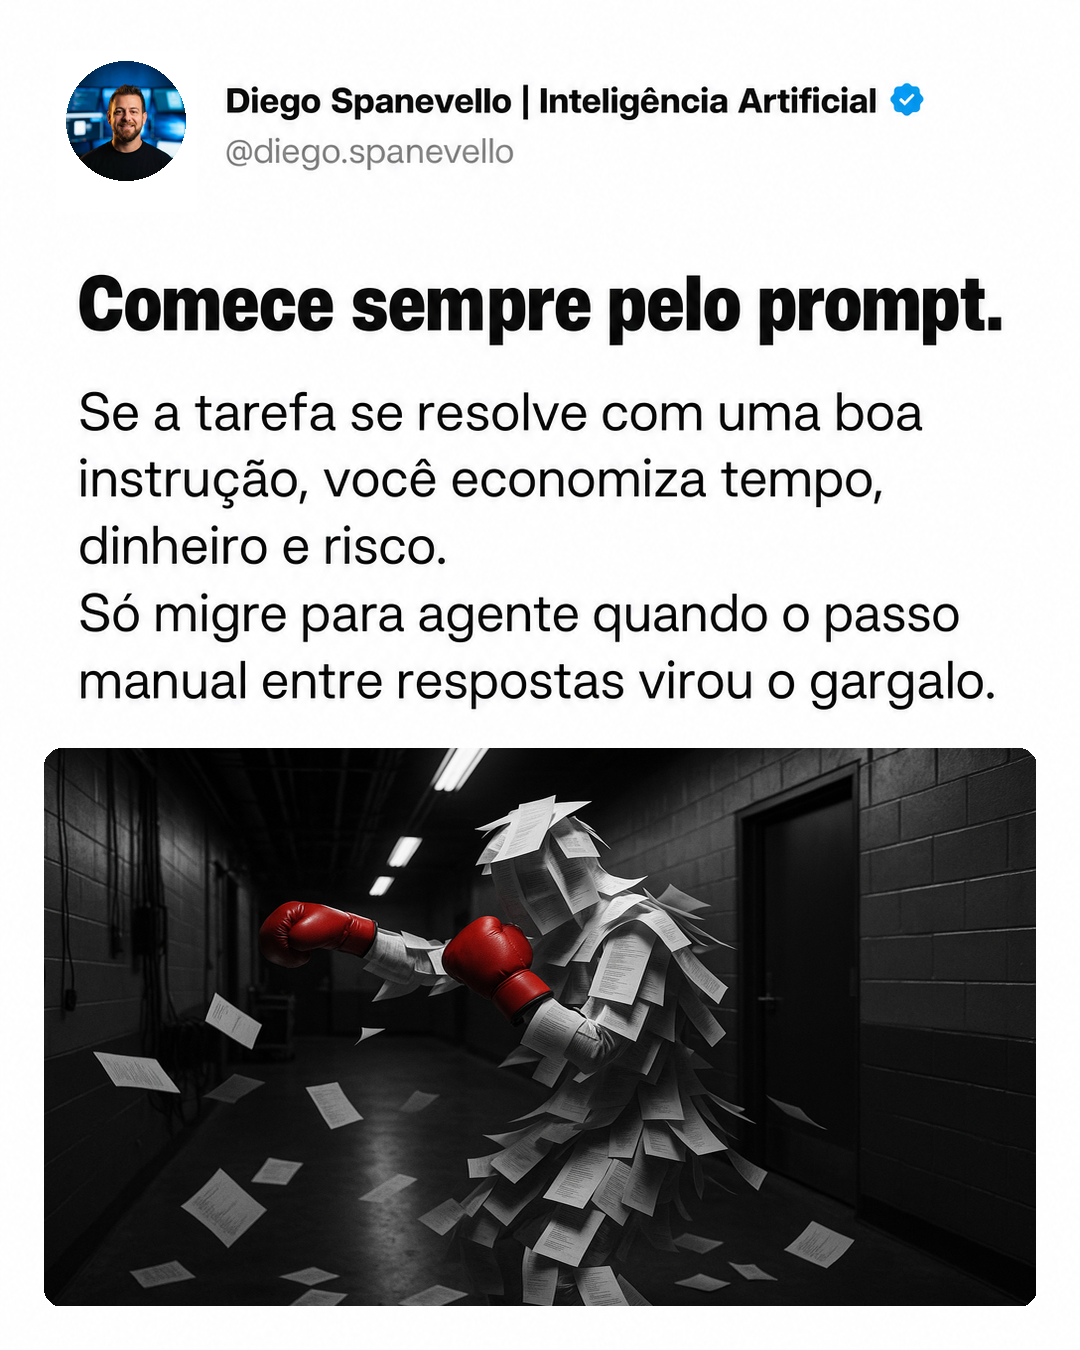 Diego Spanevello | Inteligência Artificial
@diego.spanevello
Comece sempre pelo prompt.
Se a tarefa se resolve com uma boa
instrução, você economiza tempo,
dinheiro e risco.
Só migre para agente quando o passo
manual entre respostas virou o gargalo.